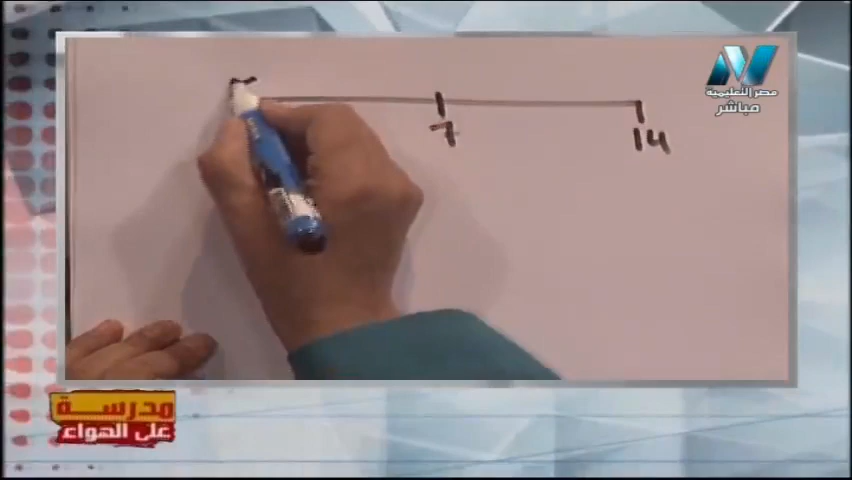 مصر التعليمية
مباشر
7
14
مدرسة
على الهواء